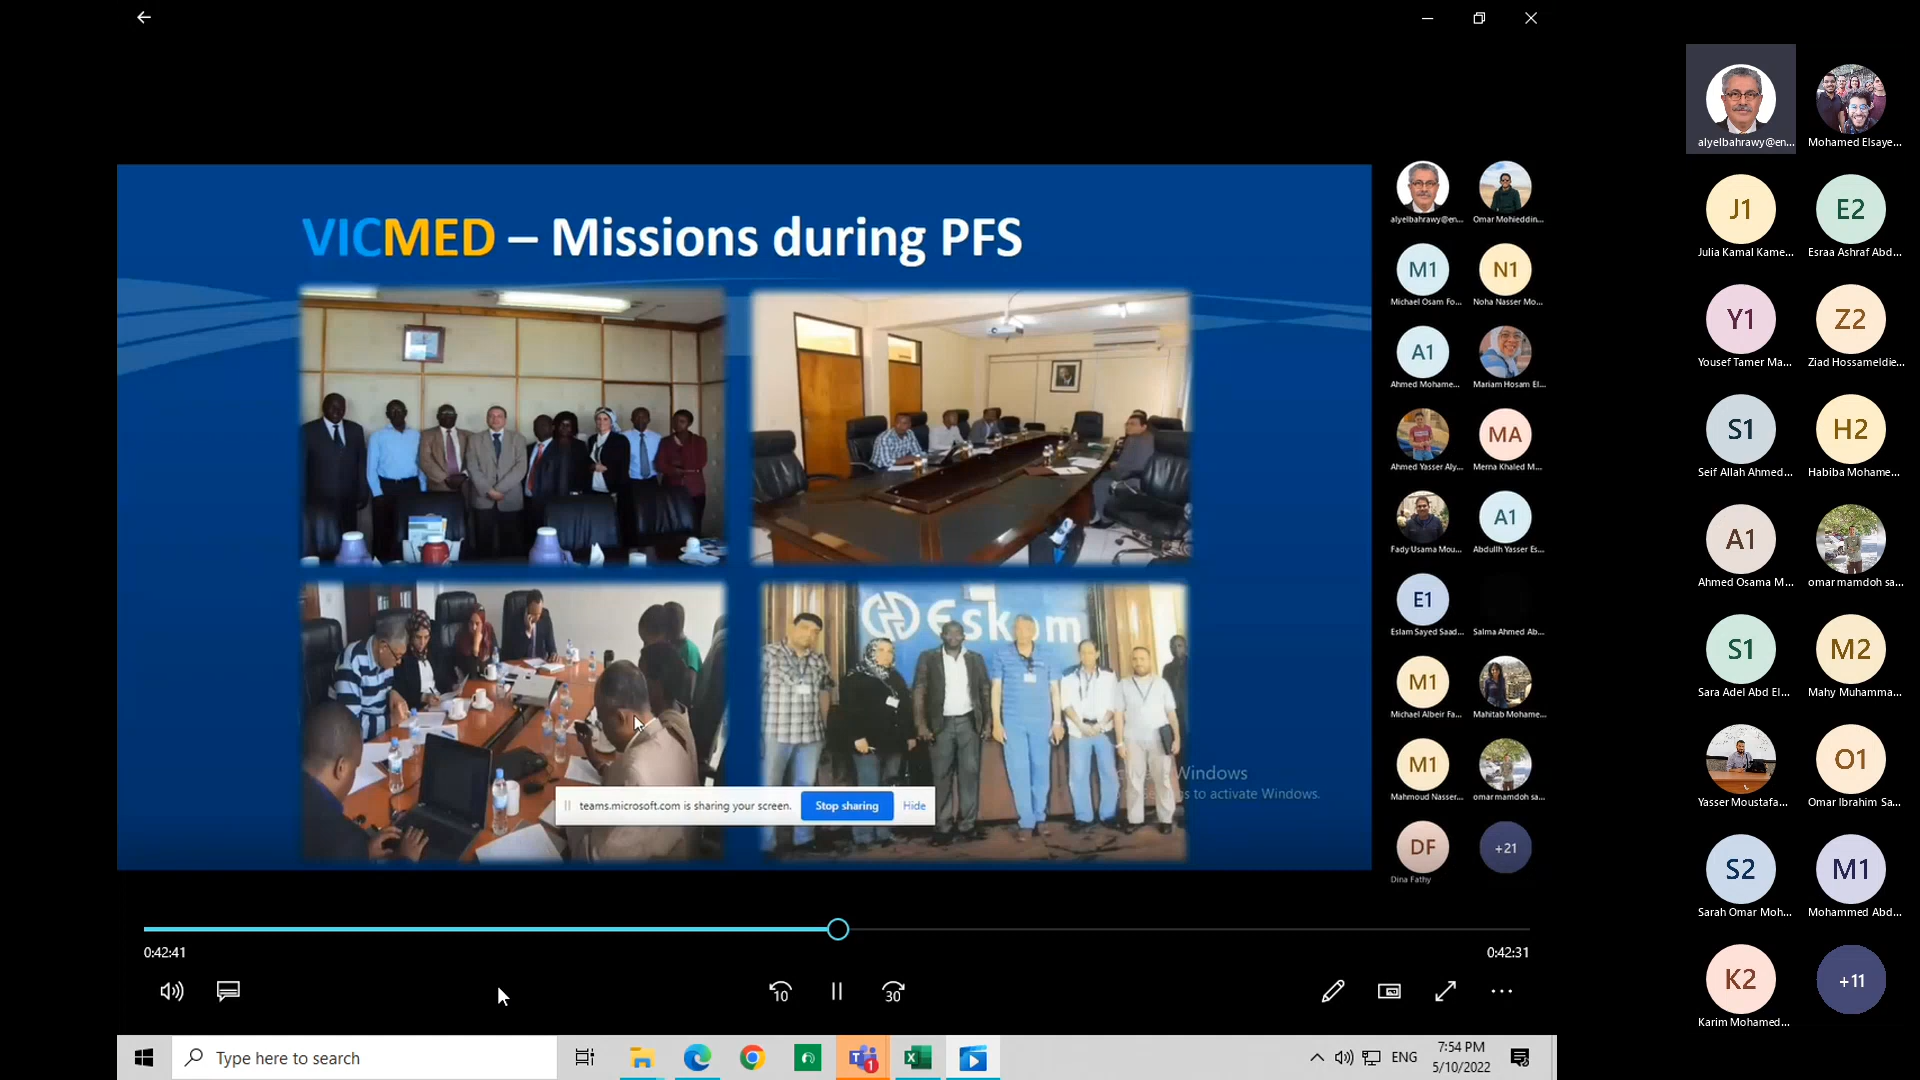 VICMED – Missions during PFS
Eskom
Windows
to activate Windows.
teams.microsoft.com is sharing your screen.
Stop sharing
Hide
alyelbahrawy@en...
Omar Mohieddin...
M1
Michael Osam Fo...
N1
Noha Nasser Mo...
A1
Ahmed Mohame...
Mariam Hosam El...
Ahmed Yasser Aly...
MA
Merna Khaled M...
Fady Usama Mou...
A1
Abdullh Yasser Es...
E1
Eslam Sayed Saad...
Salma Ahmed Ab...
M1
Michael Albeir Fa...
Mahitab Mohame...
M1
Mahmoud Nasser...
omar mamdoh sa...
DF
Dina Fathy
+21
0:42:41
0:42:31
10
30
Type here to search
1
ENG
7:54 PM
5/10/2022
alyelbahrawy@en...
Mohamed Elsaye...
J1
Julia Kamal Kame...
E2
Esraa Ashraf Abd...
Y1
Yousef Tamer Ma...
Z2
Ziad Hossameldie...
S1
Seif Allah Ahmed...
H2
Habiba Mohame...
A1
Ahmed Osama M...
omar mamdoh sa...
S1
Sara Adel Abd El...
M2
Mahy Muhamma...
Yasser Moustafa...
O1
Omar Ibrahim Sa...
S2
Sarah Omar Moh...
M1
Mohammed Abd...
K2
Karim Mohamed...
+11